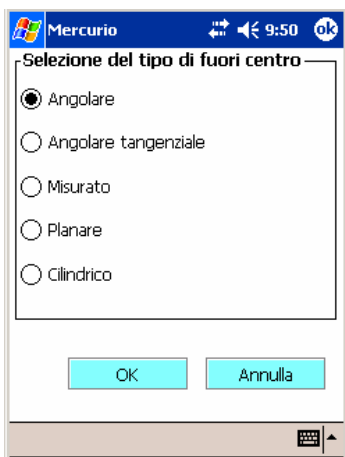 Mercurio 9:50 ok
Selezione del tipo di fuori centro
Angolare
Angolare tangenziale
Misurato
Planare
Cilindrico
OK Annulla